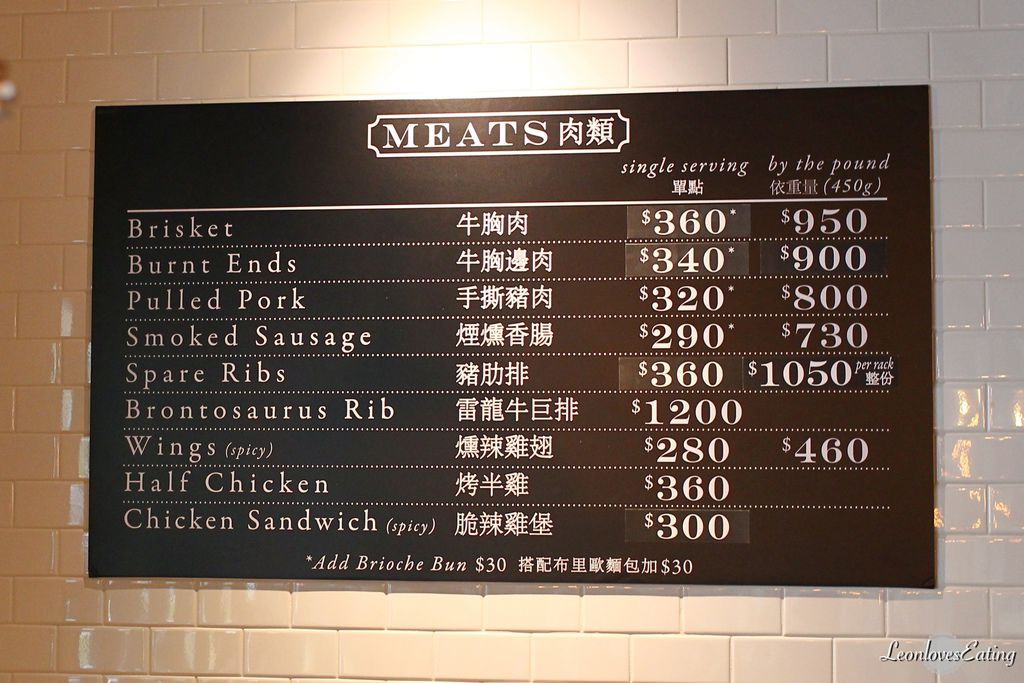 MEATS 肉類
single serving by the pound
單點 依重量 (450g)
Brisket 牛胸肉 $360* $950
Burnt Ends 牛胸邊肉 $340* $900
Pulled Pork 手撕豬肉 $320* $800
Smoked Sausage 煙燻香腸 $290* $730
Spare Ribs 豬肋排 $360 $1050 per rack 整份
Brontosaurus Rib 雷龍牛巨排 $1200
Wings (spicy) 燻辣雞翅 $280 $460
Half Chicken 烤半雞 $360
Chicken Sandwich (spicy) 脆辣雞堡 $300
*Add Brioche Bun $30 搭配布里歐麵包加$30
LeonlovesEating